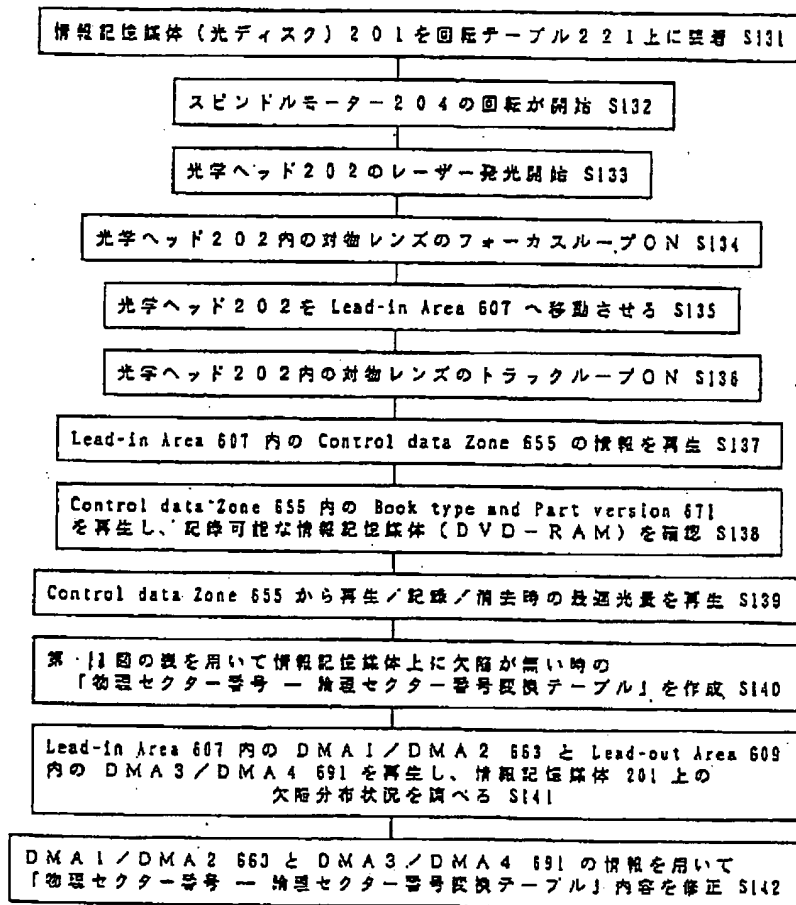 情報記憶媒体(光ディスク)201を回転テーブル221上に装着 S131
スピンドルモーター204の回転が開始 S132
光学ヘッド202のレーザー発光開始 S133
光学ヘッド202内の対物レンズのフォーカスループON S134
光学ヘッド202を Lead-in Area 607 へ移動させる S135
光学ヘッド202内の対物レンズのトラックループON S136
Lead-in Area 607 内の Control data Zone 655 の情報を再生 S137
Control data Zone 655 内の Book type and Part version 671
を再生し、記録可能な情報記憶媒体(DVD-RAM)を確認 S138
Control data Zone 655 から再生/記録/消去時の最適光量を再生 S139
第 11図の表を用いて情報記憶媒体上に欠陥が無い時の
「物理セクター番号 ー 論理セクター番号変換テーブル」を作成 S140
Lead-in Area 607 内の DMA1/DMA2 663 と Lead-out Area 609
内の DMA3/DMA4 691 を再生し、情報記憶媒体 201 上の
欠陥分布状況を調べる S141
DMA1/DMA2 663 と DMA3/DMA4 691 の情報を用いて
「物理セクター番号 ー 論理セクター番号変換テーブル」内容を修正 S142